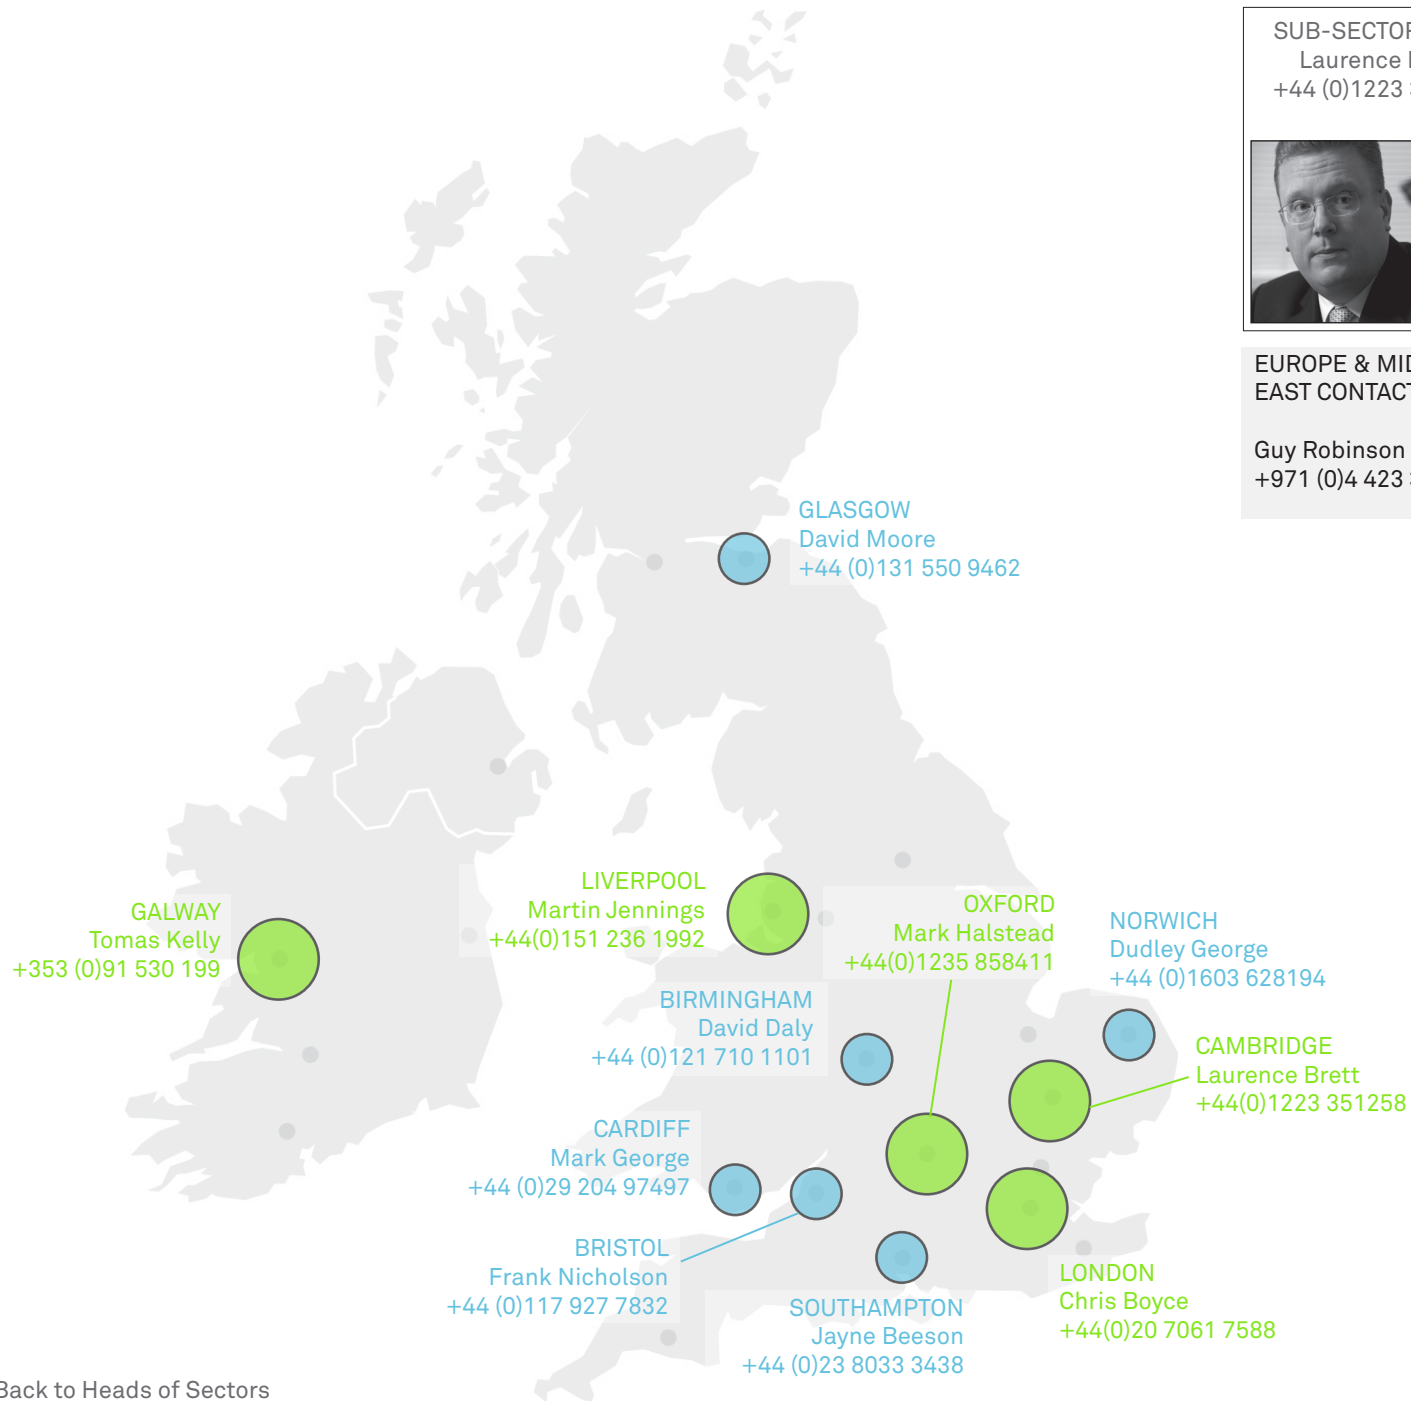 SUB-SECTOR
Laurence
+44 (0)1223
EUROPE &
EAST CONTACT
Guy Robinson
+971 (0)4 423
GLASGOW
David Moore
+44 (0)131 550 9462
LIVERPOOL
Martin Jennings
+44(0)151 236 1992
GALWAY
Tomas Kelly
+353 (0)91 530 199
OXFORD
Mark Halstead
+44(0)1235 858411
NORWICH
Dudley George
+44 (0)1603 628194
BIRMINGHAM
David Daly
+44 (0)121 710 1101
CAMBRIDGE
Laurence Brett
+44(0)1223 351258
CARDIFF
Mark George
+44 (0)29 204 97497
BRISTOL
Frank Nicholson
+44 (0)117 927 7832
LONDON
Chris Boyce
+44(0)20 7061 7588
SOUTHAMPTON
Jayne Beeson
+44 (0)23 8033 3438
Back to Heads of Sectors